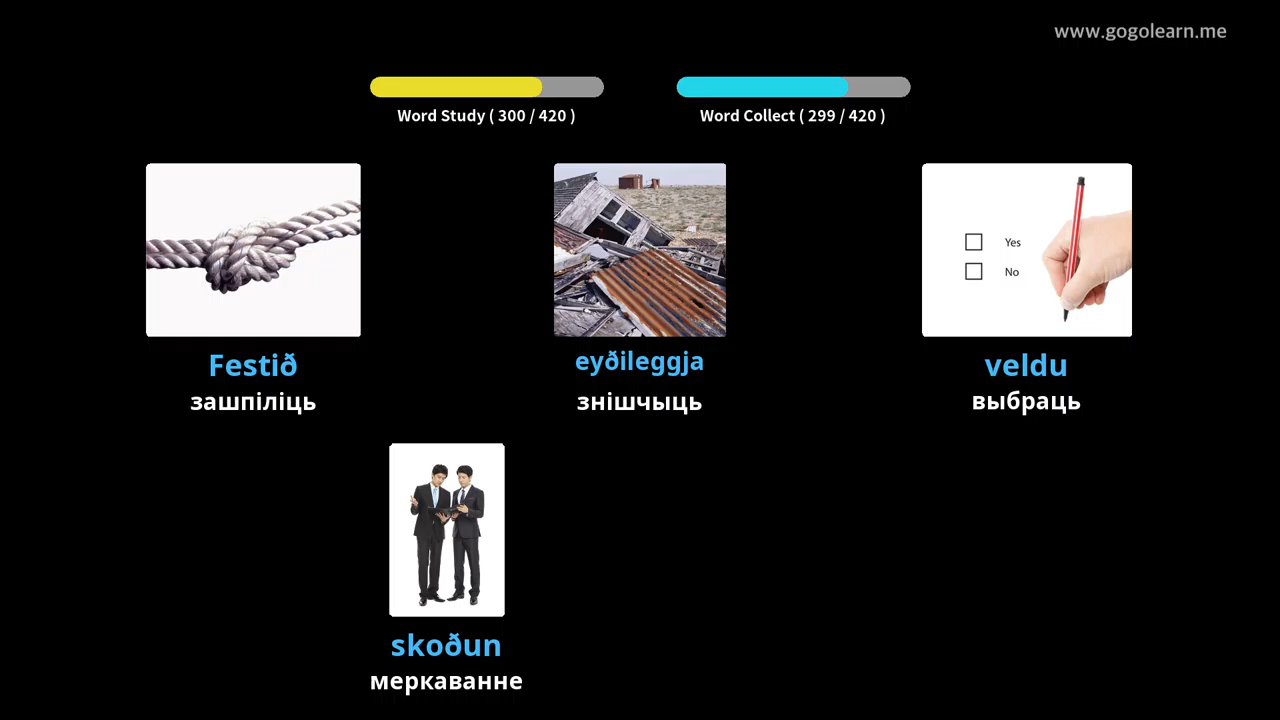 www.gogolearn.me
Word Study ( 300 / 420 )
Word Collect ( 299 / 420 )
Yes
No
Festið
зашпіліць
eyðileggja
знішчыць
veldu
выбраць
skoðun
меркаванне